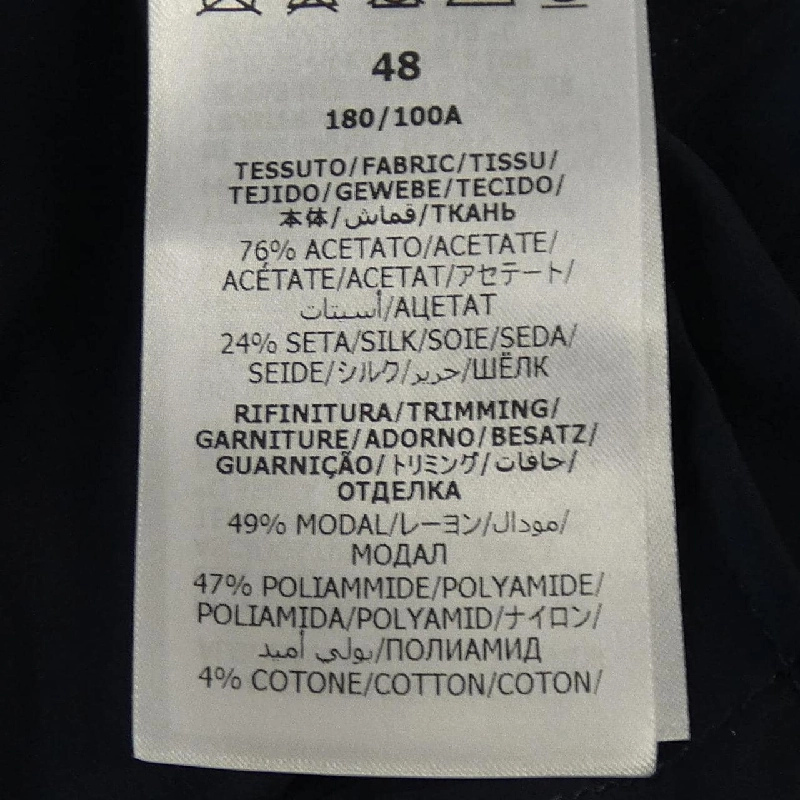 48
180/100A
TESSUTO/FABRIC/TISSU/
TEJIDO/GEWEBE/TECIDO/
本体/قماش/ТКАНЬ
76% ACETATO/ACETATE/
ACÉTATE/ACETAT/アセテート/
أسيتات/АЦЕТАТ
24% SETA/SILK/SOIE/SEDA/
SEIDE/シルク/حرير/ШЁЛК
RIFINITURA/TRIMMING/
GARNITURE/ADORNO/BESATZ/
GUARNIÇÃO/トリミング/حافات/
ОТДЕЛКА
49% MODAL/レーヨン/مودال/
МОДАЛ
47% POLIAMMIDE/POLYAMIDE/
POLIAMIDA/POLYAMID/ナイロン/
بولي أميد/ПОЛИАМИД
4% COTONE/COTTON/COTON/